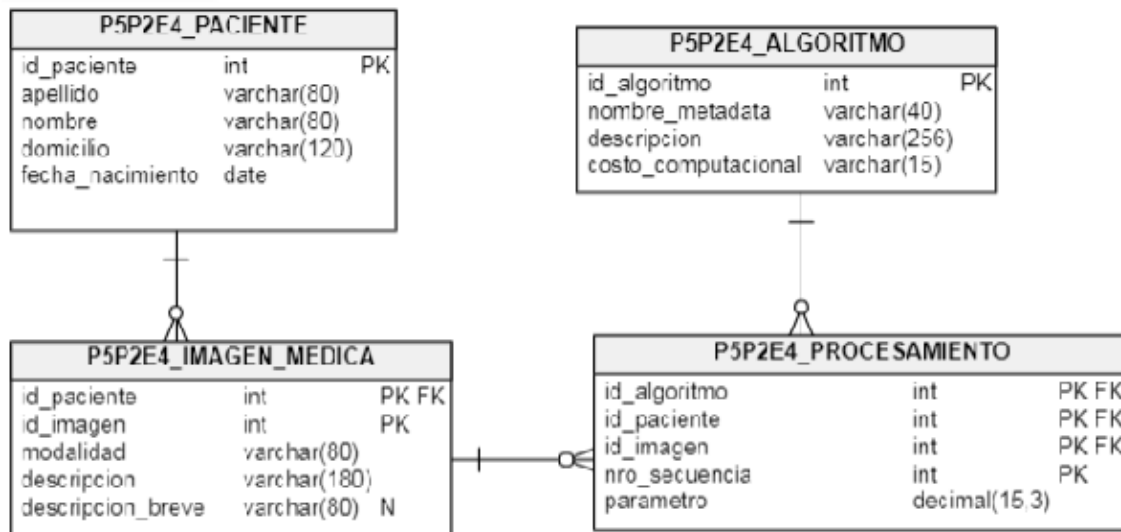 P5P2E4_PACIENTE
id_paciente int PK
apellido varchar(80)
nombre varchar(80)
domicilio varchar(120)
fecha_nacimiento date
P5P2E4_ALGORITMO
id_algoritmo int PK
nombre_metadata varchar(40)
descripcion varchar(256)
costo_computacional varchar(15)
P5P2E4_IMAGEN_MEDICA
id_paciente int PK FK
id_imagen int PK
modalidad varchar(80)
descripcion varchar(180)
descripcion_breve varchar(80) N
P5P2E4_PROCESAMIENTO
id_algoritmo int PK FK
id_paciente int PK FK
id_imagen int PK FK
nro_secuencia int PK
parametro decimal(15,3)